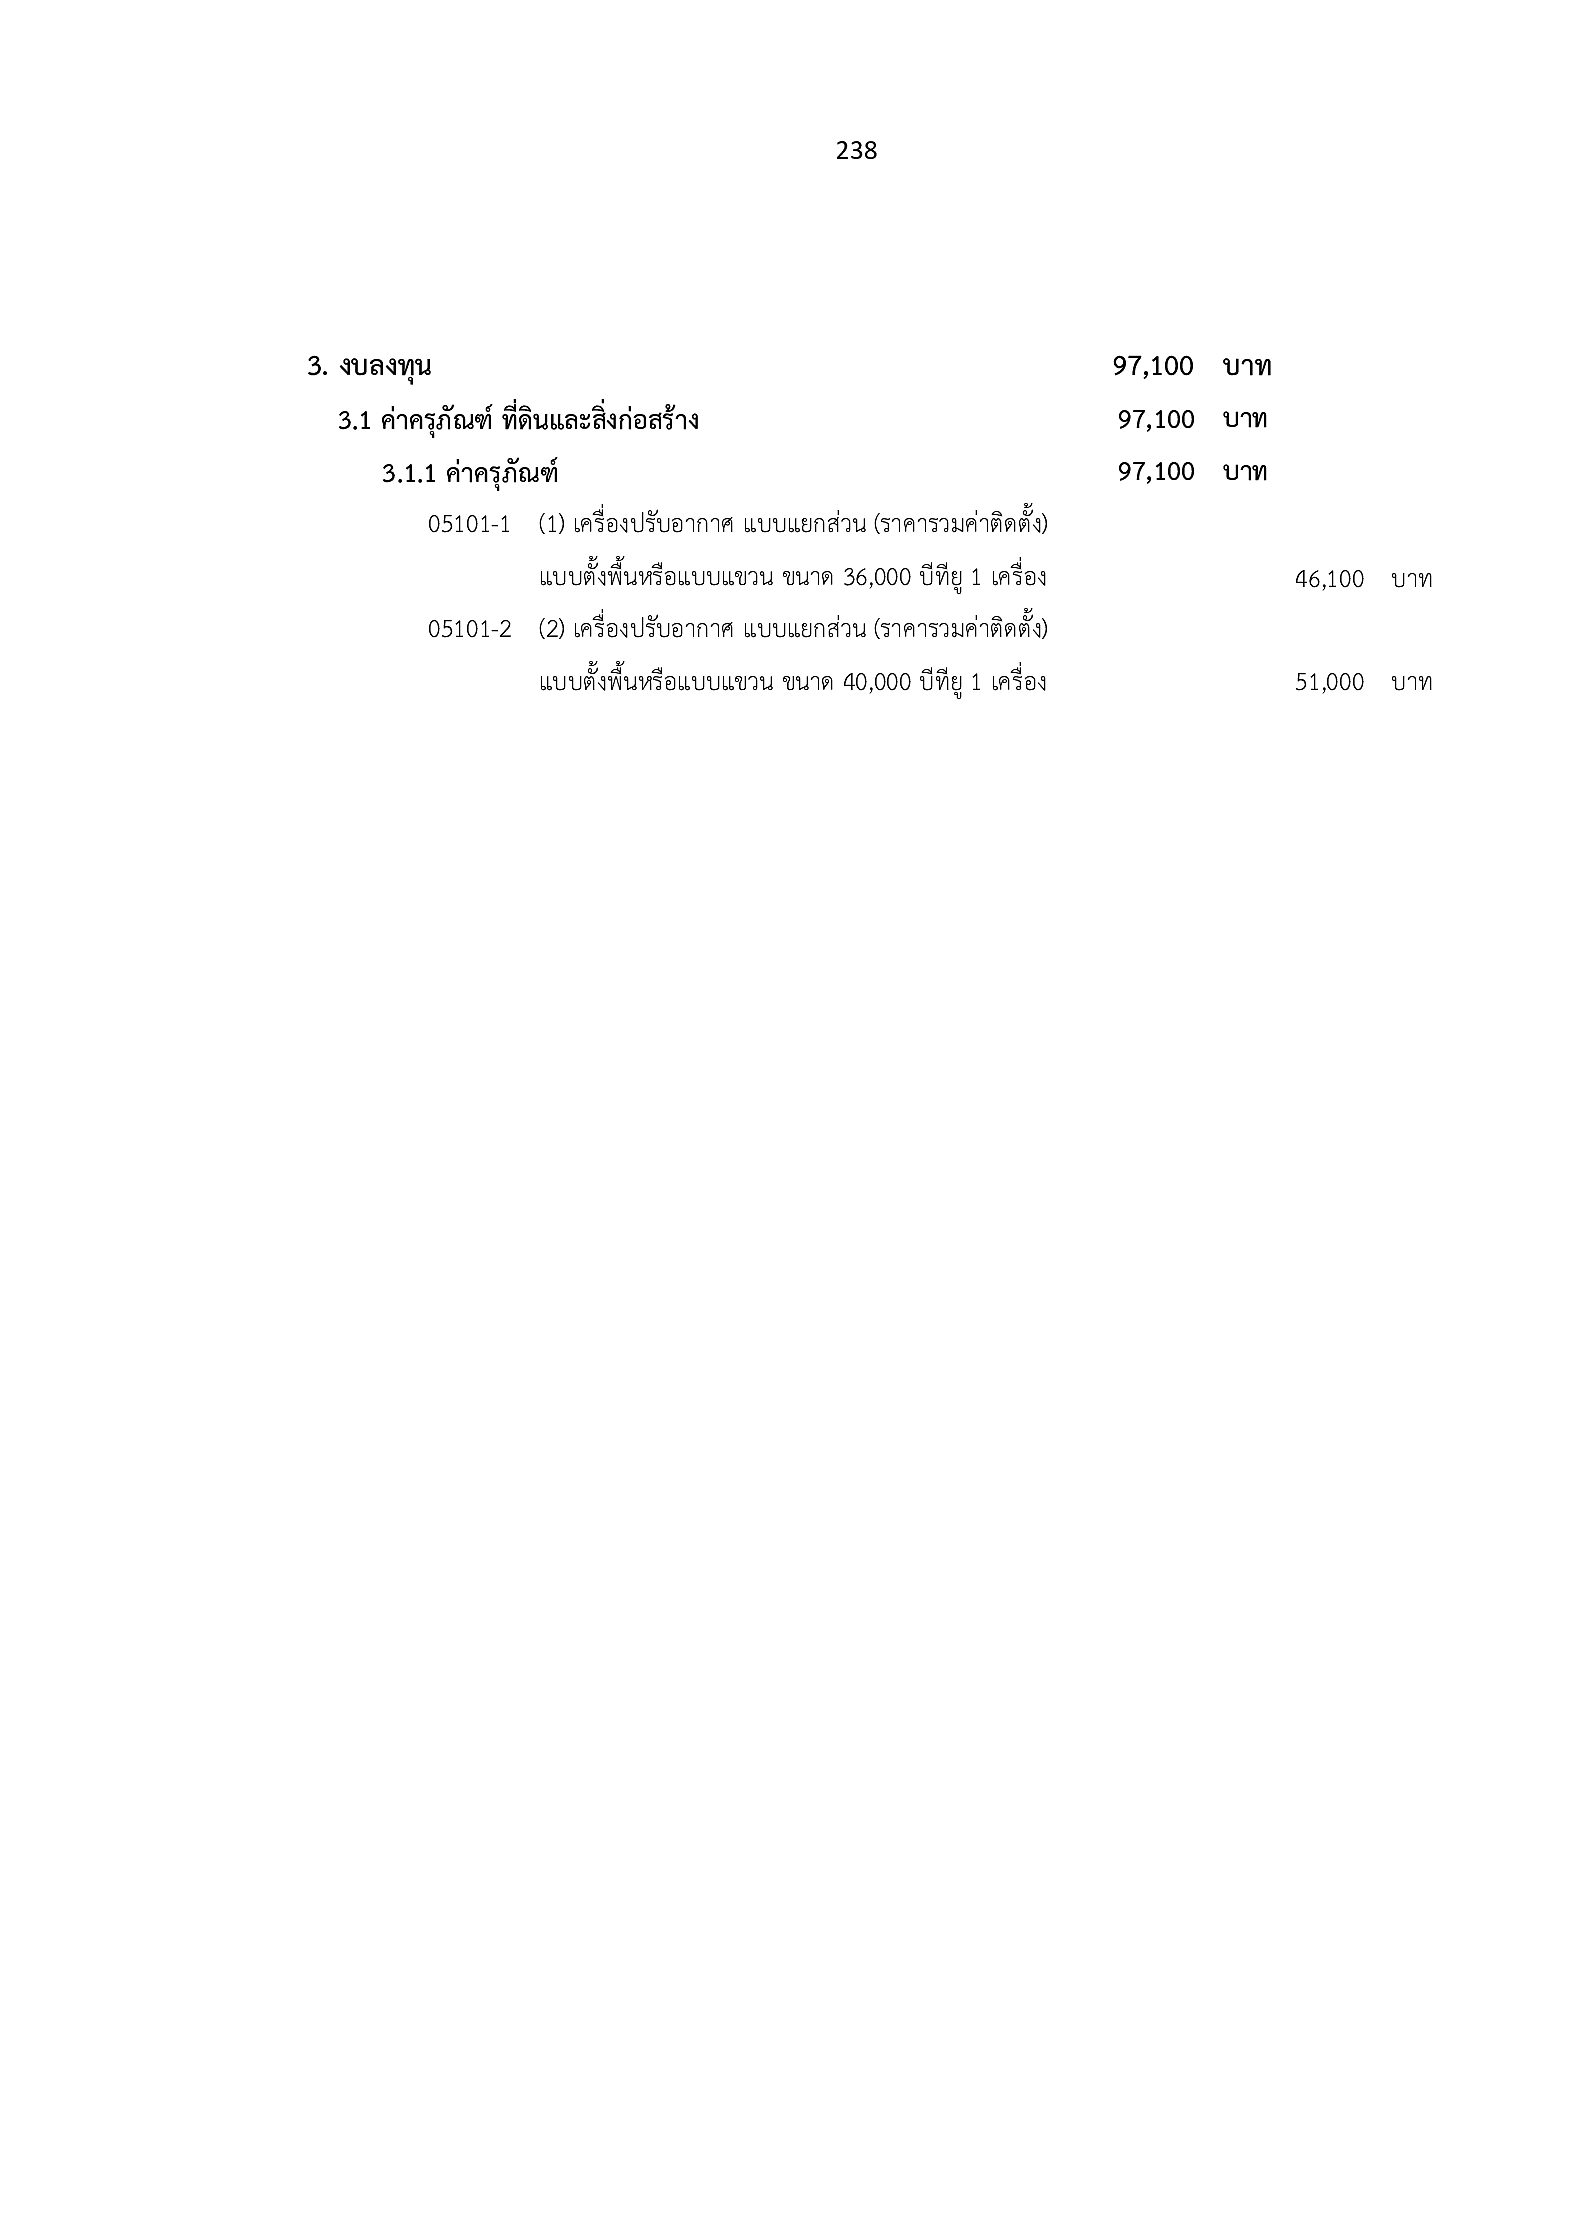 238
3. งบลงทุน 97,100 บาท
3.1 ค่าครุภัณฑ์ ที่ดินและสิ่งก่อสร้าง 97,100 บาท
3.1.1 ค่าครุภัณฑ์ 97,100 บาท
05101-1 (1) เครื่องปรับอากาศ แบบแยกส่วน (ราคารวมค่าติดตั้ง)
แบบตั้งพื้นหรือแบบแขวน ขนาด 36,000 บีทียู 1 เครื่อง 46,100 บาท
05101-2 (2) เครื่องปรับอากาศ แบบแยกส่วน (ราคารวมค่าติดตั้ง)
แบบตั้งพื้นหรือแบบแขวน ขนาด 40,000 บีทียู 1 เครื่อง 51,000 บาท